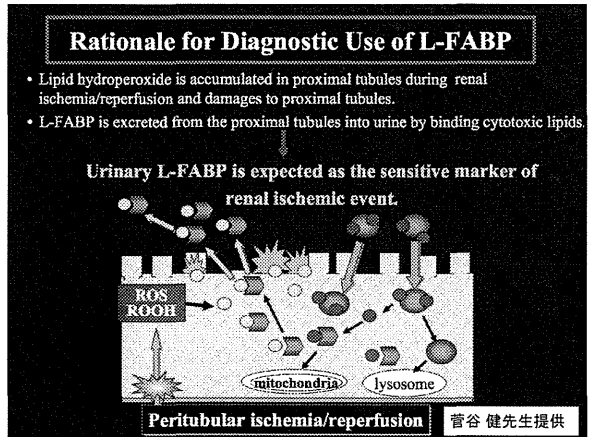 Rationale for Diagnostic Use of L-FABP
• Lipid hydroperoxide is accumulated in proximal tubules during renal
ischemia/reperfusion and damages to proximal tubules.
• L-FABP is excreted from the proximal tubules into urine by binding cytotoxic lipids.
Urinary L-FABP is expected as the sensitive marker of
renal ischemic event.
ROS
ROOH
mitochondria
lysosome
Peritubular ischemia/reperfusion
菅谷 健先生提供